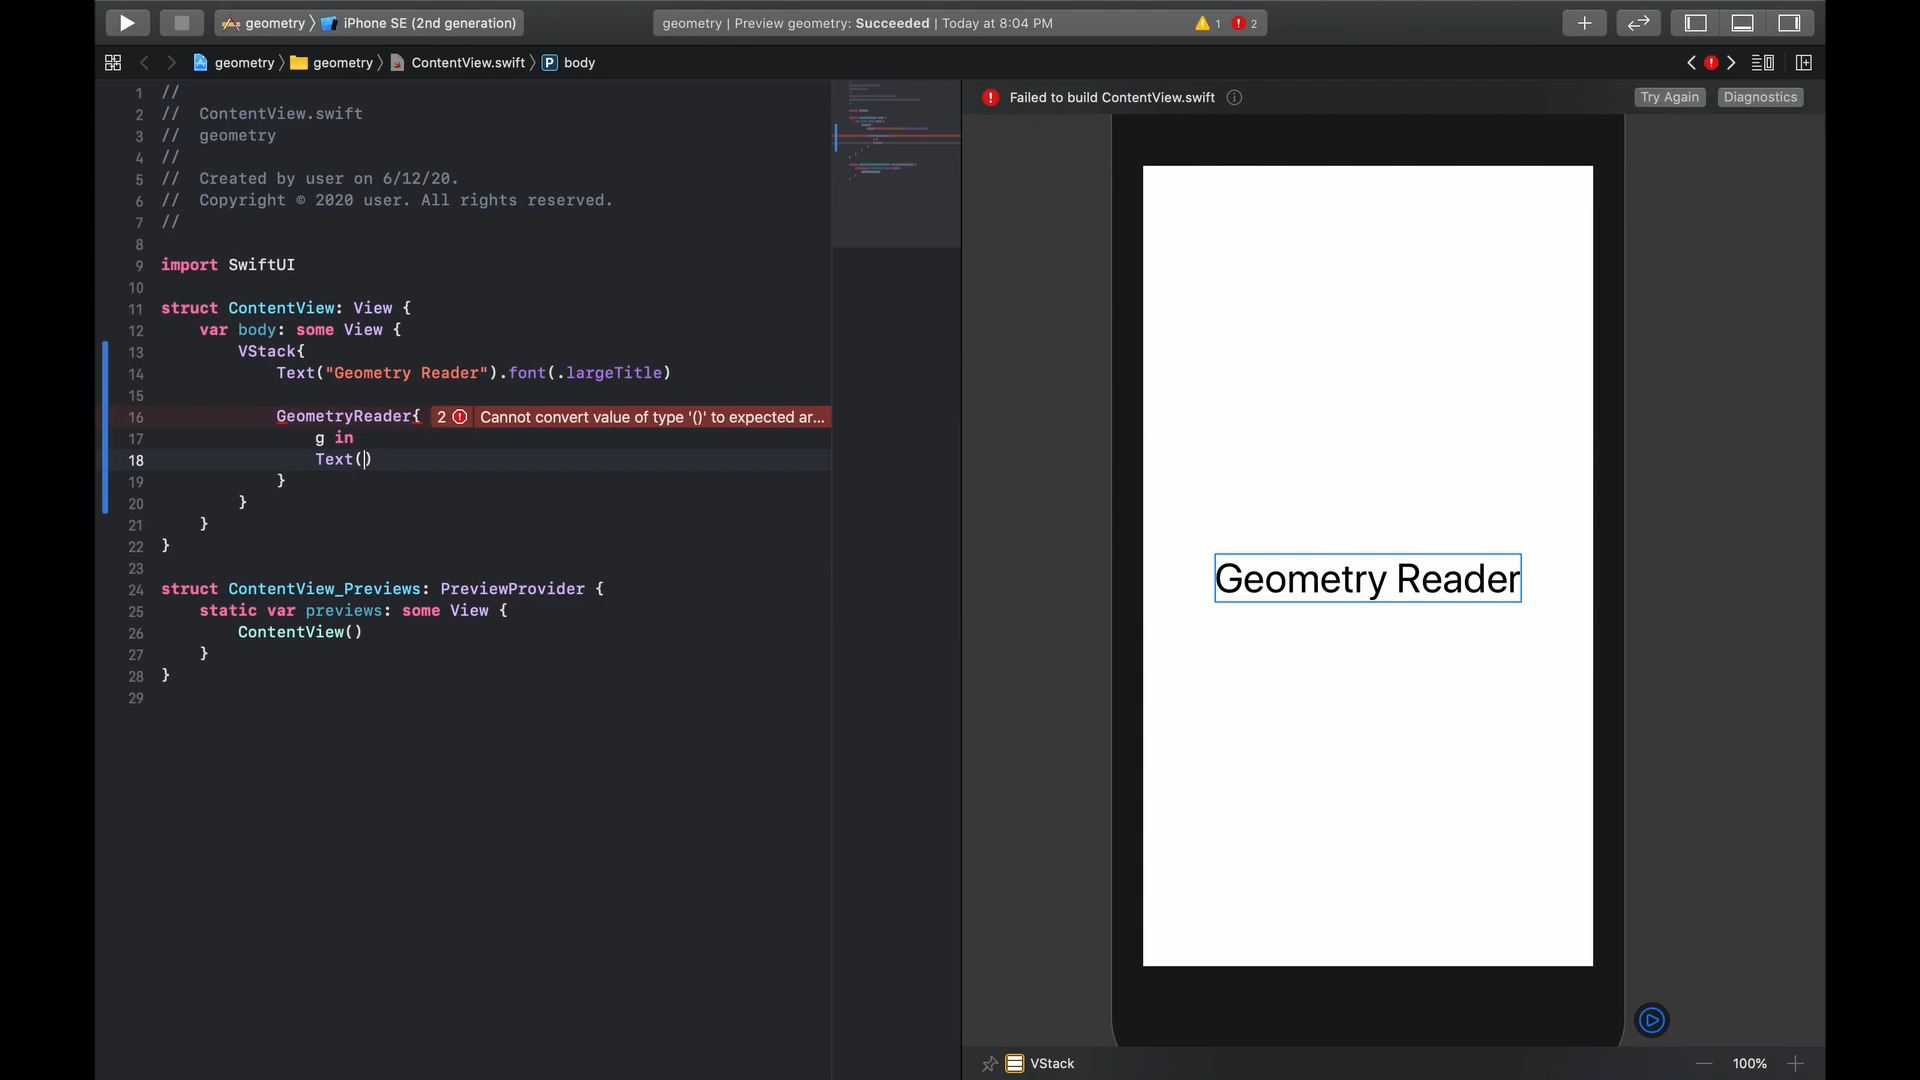 geometry 〉 iPhone SE (2nd generation)
geometry | Preview geometry: Succeeded | Today at 8:04 PM
1
2
geometry 〉 geometry 〉 ContentView.swift 〉 P body
1 //
2 //  ContentView.swift
3 //  geometry
4 //
5 //  Created by user on 6/12/20.
6 //  Copyright © 2020 user. All rights reserved.
7 //
8
9 import SwiftUI
10
11 struct ContentView: View {
12     var body: some View {
13         VStack{
14             Text("Geometry Reader").font(.largeTitle)
15
16             GeometryReader{ 2 Cannot convert value of type '()' to expected ar...
17                 g in
18                 Text()
19             }
20         }
21     }
22 }
23
24 struct ContentView_Previews: PreviewProvider {
25     static var previews: some View {
26         ContentView()
27     }
28 }
29
Failed to build ContentView.swift
Try Again
Diagnostics
Geometry Reader
VStack
100%